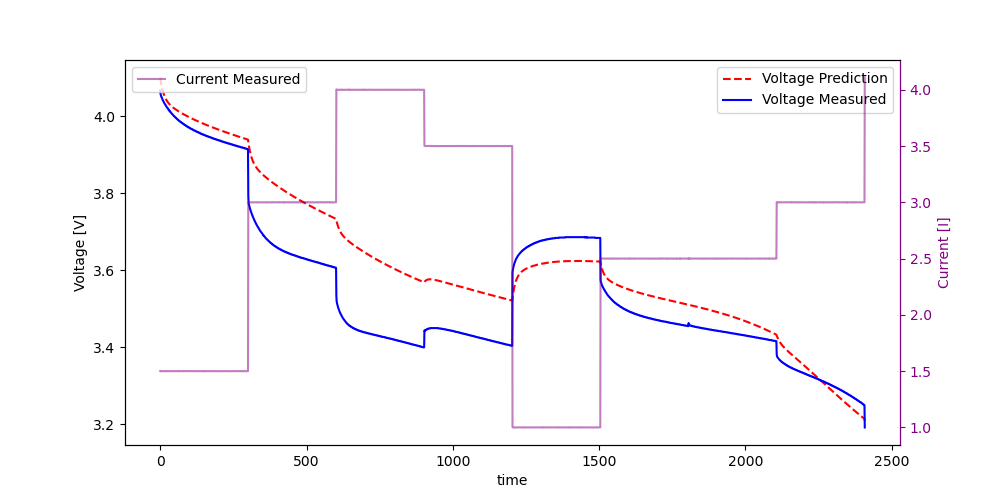 Current Measured
Voltage Prediction
Voltage Measured
Voltage [V]
4.0
3.8
3.6
3.4
3.2
4.0
3.5
3.0
2.5
2.0
1.5
1.0
Current [I]
0 500 1000 1500 2000 2500
time